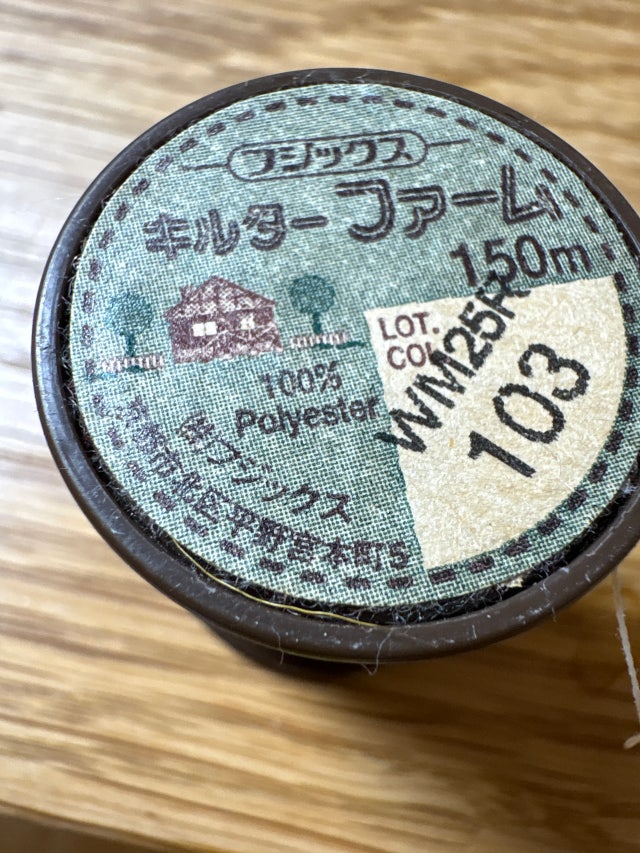 フジックス
キルターファーム
150m
LOT. WM25R
COL 103
100%
Polyester
㈱フジックス
京都市北区平野宮本町5